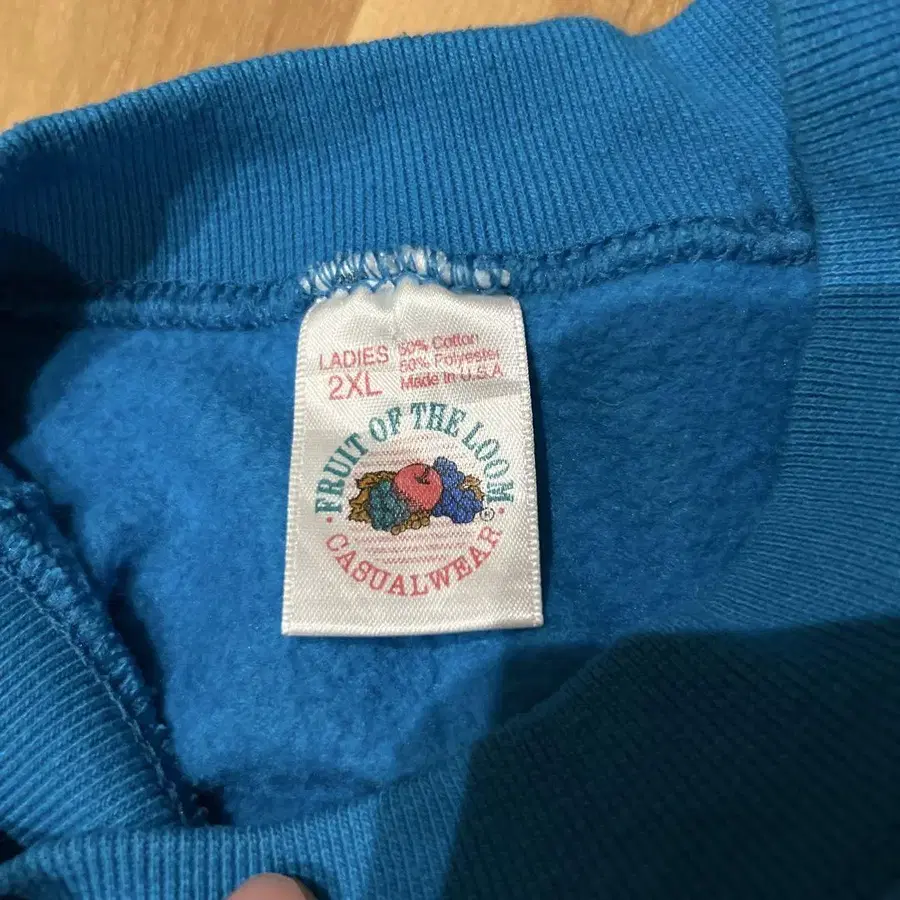 LADIES
2XL
50% Cotton
50% Polyester
Made in U.S.A.
· FRUIT OF THE LOOM ·
®
CASUALWEAR